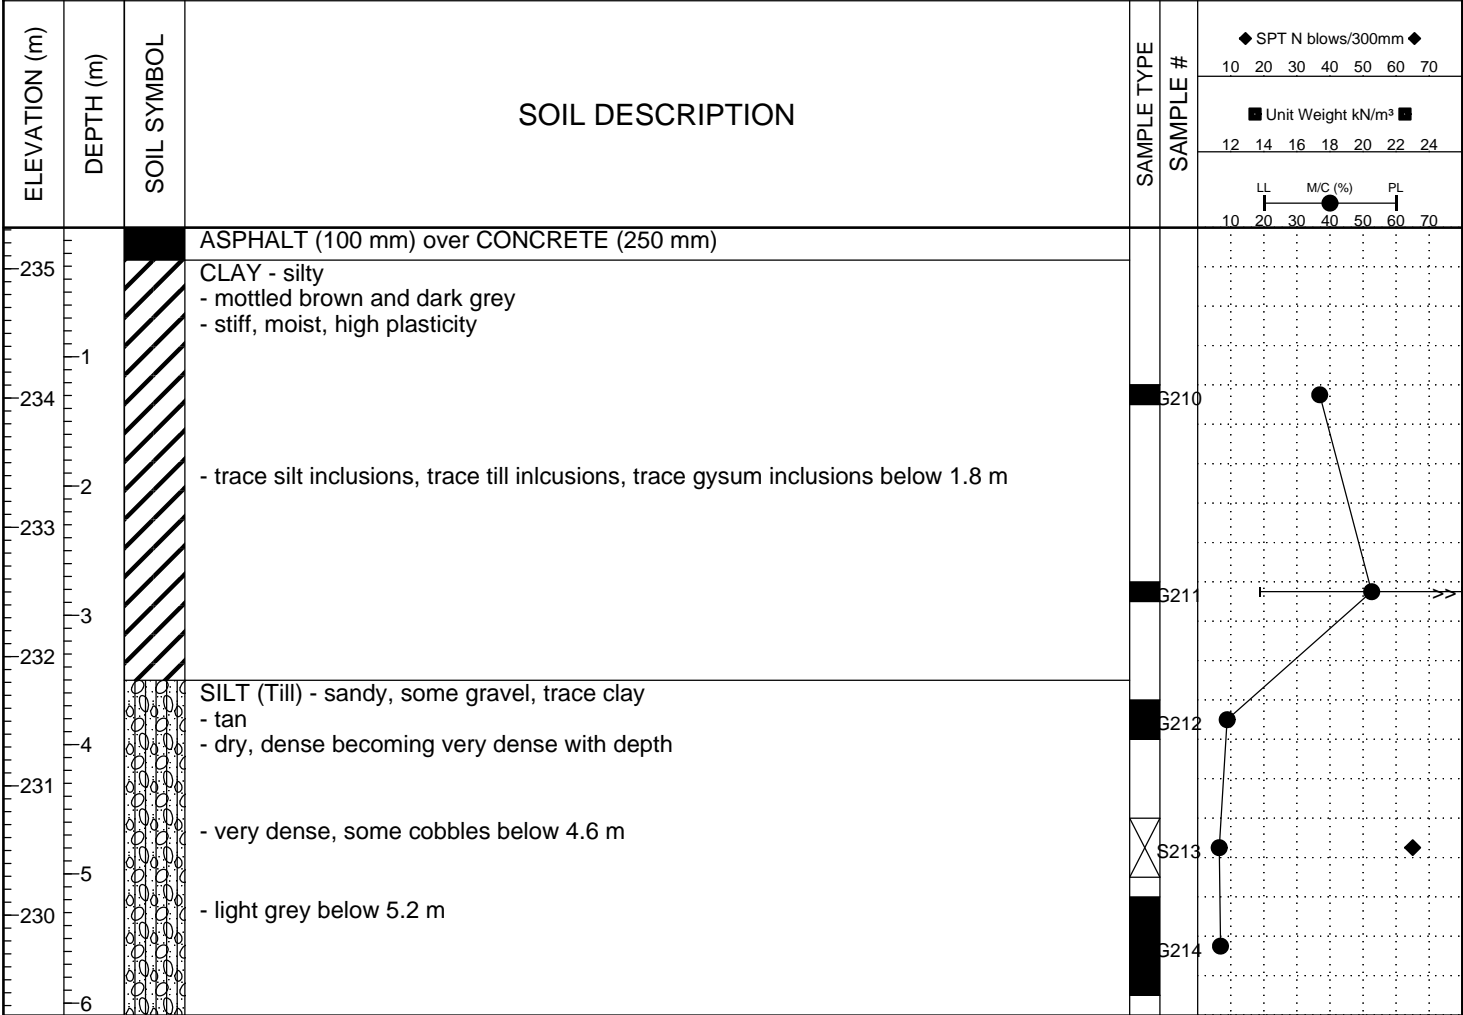 ELEVATION (m)
DEPTH (m)
SOIL SYMBOL
SOIL DESCRIPTION
SAMPLE TYPE
SAMPLE #
◆ SPT N blows/300mm ◆
10 20 30 40 50 60 70
■ Unit Weight kN/m³ ■
12 14 16 18 20 22 24
LL M/C (%) PL
10 20 30 40 50 60 70
ASPHALT (100 mm) over CONCRETE (250 mm)
235
CLAY - silty
- mottled brown and dark grey
- stiff, moist, high plasticity
1
234
G210
- trace silt inclusions, trace till inlcusions, trace gysum inclusions below 1.8 m
2
233
G211
>>
3
232
SILT (Till) - sandy, some gravel, trace clay
- tan
G212
- dry, dense becoming very dense with depth
4
231
- very dense, some cobbles below 4.6 m
S213
5
- light grey below 5.2 m
230
G214
6